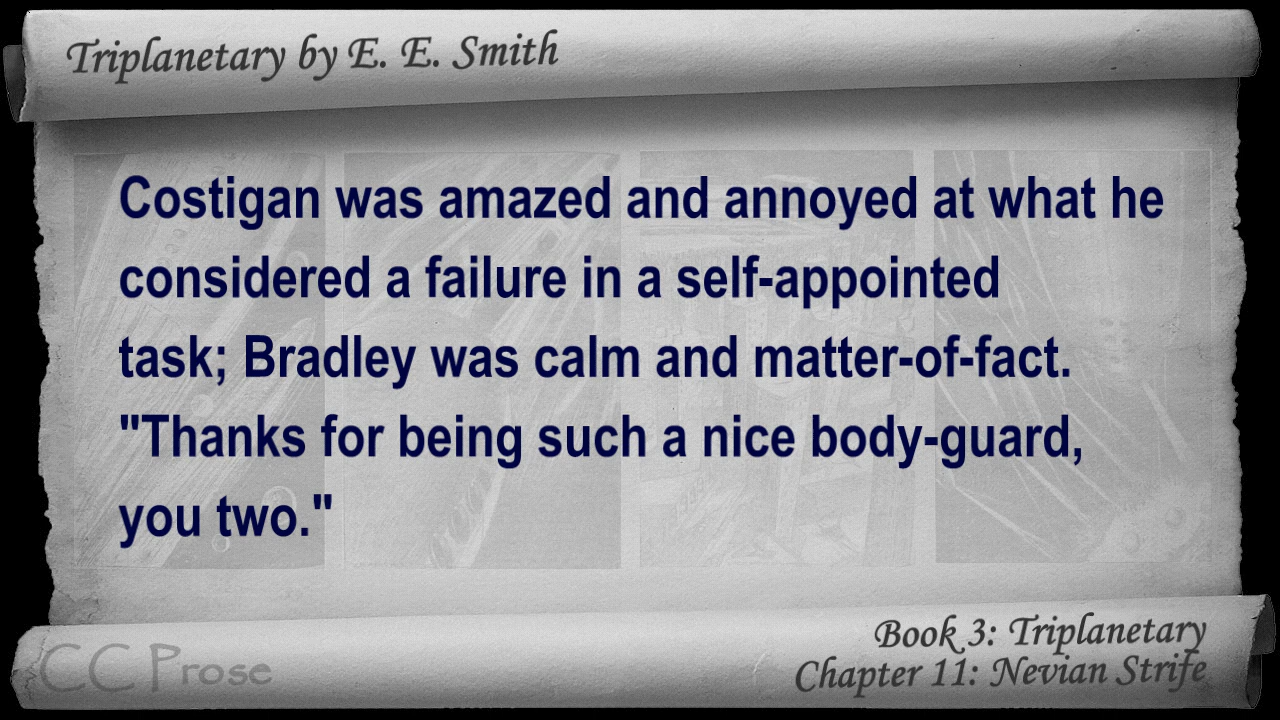 Triplanetary by E. E. Smith
Costigan was amazed and annoyed at what he
considered a failure in a self-appointed
task; Bradley was calm and matter-of-fact.
"Thanks for being such a nice body-guard,
you two."
Book 3: Triplanetary
Chapter 11: Nevian Strife
CC Prose